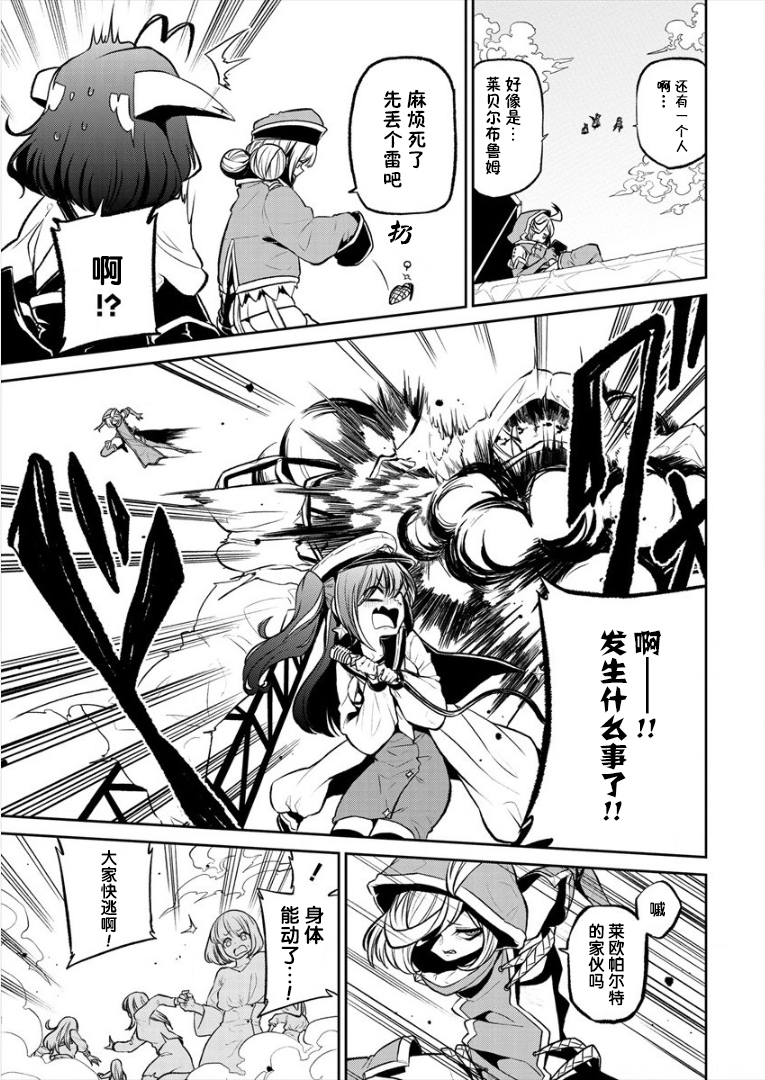 还有一个人
啊…
好像是…
莱贝尔布鲁姆
麻烦死了
先丢个雷吧
扔
啊
!?
啊——!!
发生什么事了!!
嘁
莱欧帕尔特
的家伙吗
身体
能动了…!
大家快逃啊!